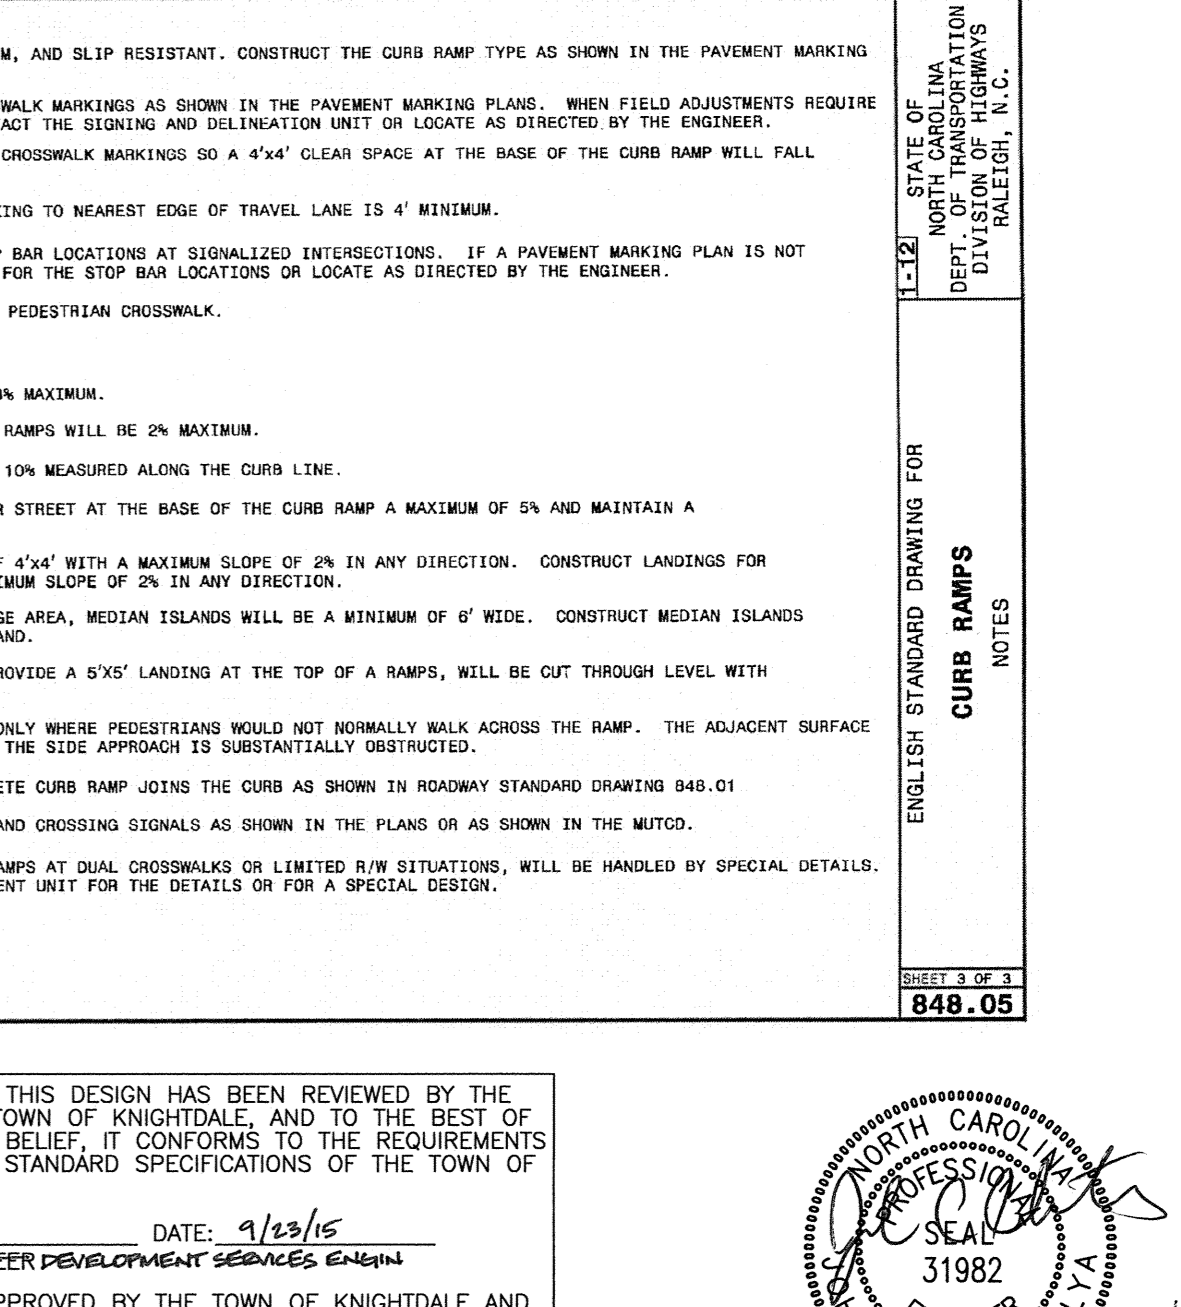 M, AND SLIP RESISTANT. CONSTRUCT THE CURB RAMP TYPE AS SHOWN IN THE PAVEMENT MARKING
WALK MARKINGS AS SHOWN IN THE PAVEMENT MARKING PLANS. WHEN FIELD ADJUSTMENTS REQUIRE
ACT THE SIGNING AND DELINEATION UNIT OR LOCATE AS DIRECTED BY THE ENGINEER.
CROSSWALK MARKINGS SO A 4'x4' CLEAR SPACE AT THE BASE OF THE CURB RAMP WILL FALL
KING TO NEAREST EDGE OF TRAVEL LANE IS 4' MINIMUM.
P BAR LOCATIONS AT SIGNALIZED INTERSECTIONS. IF A PAVEMENT MARKING PLAN IS NOT
FOR THE STOP BAR LOCATIONS OR LOCATE AS DIRECTED BY THE ENGINEER.
PEDESTRIAN CROSSWALK.
% MAXIMUM.
RAMPS WILL BE 2% MAXIMUM.
10% MEASURED ALONG THE CURB LINE.
R STREET AT THE BASE OF THE CURB RAMP A MAXIMUM OF 5% AND MAINTAIN A
F 4'x4' WITH A MAXIMUM SLOPE OF 2% IN ANY DIRECTION. CONSTRUCT LANDINGS FOR
IMUM SLOPE OF 2% IN ANY DIRECTION.
GE AREA, MEDIAN ISLANDS WILL BE A MINIMUM OF 6' WIDE. CONSTRUCT MEDIAN ISLANDS
AND.
ROVIDE A 5'X5' LANDING AT THE TOP OF A RAMPS, WILL BE CUT THROUGH LEVEL WITH
ONLY WHERE PEDESTRIANS WOULD NOT NORMALLY WALK ACROSS THE RAMP. THE ADJACENT SURFACE
THE SIDE APPROACH IS SUBSTANTIALLY OBSTRUCTED.
ETE CURB RAMP JOINS THE CURB AS SHOWN IN ROADWAY STANDARD DRAWING 848.01
AND CROSSING SIGNALS AS SHOWN IN THE PLANS OR AS SHOWN IN THE MUTCD.
AMPS AT DUAL CROSSWALKS OR LIMITED R/W SITUATIONS, WILL BE HANDLED BY SPECIAL DETAILS.
ENT UNIT FOR THE DETAILS OR FOR A SPECIAL DESIGN.
1-12
STATE OF
NORTH CAROLINA
DEPT. OF TRANSPORTATION
DIVISION OF HIGHWAYS
RALEIGH, N.C.
ENGLISH STANDARD DRAWING FOR
CURB RAMPS
NOTES
SHEET 3 OF 3
848.05
THIS DESIGN HAS BEEN REVIEWED BY THE
TOWN OF KNIGHTDALE, AND TO THE BEST OF
BELIEF, IT CONFORMS TO THE REQUIREMENTS
STANDARD SPECIFICATIONS OF THE TOWN OF
DATE: 9/23/15
EER DEVELOPMENT SERVICES ENGIN
PPROVED BY THE TOWN OF KNIGHTDALE AND
NORTH CAROLINA
PROFESSIONAL
SEAL
31982